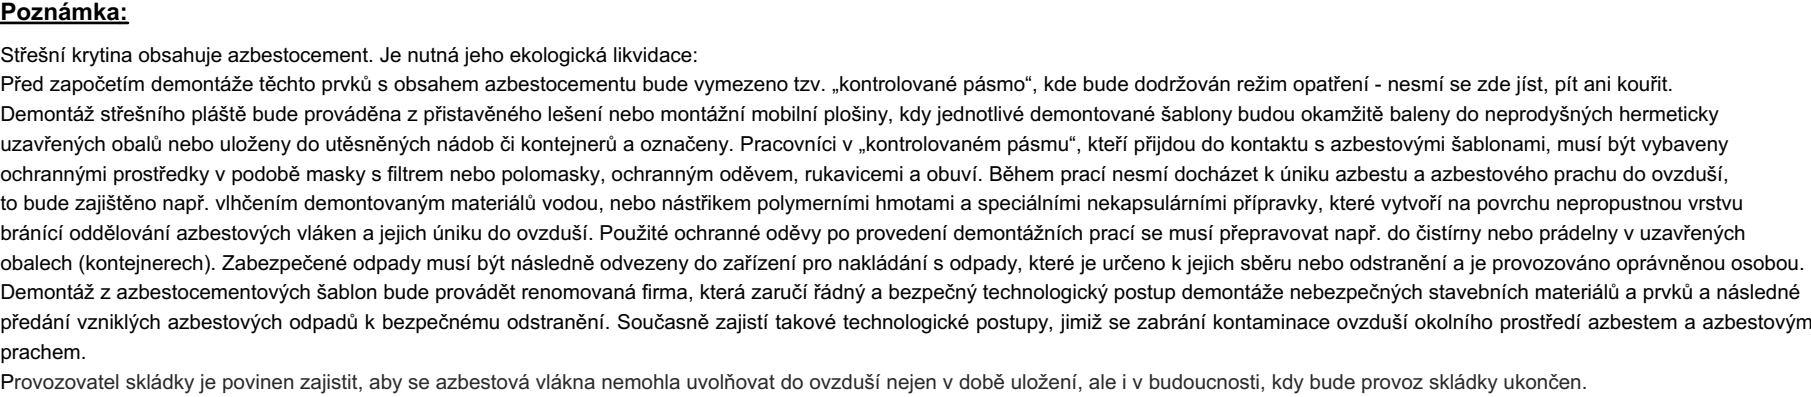 Poznámka:
Střešní krytina obsahuje azbestocement. Je nutná jeho ekologická likvidace:
Před započetím demontáže těchto prvků s obsahem azbestocementu bude vymezeno tzv. „kontrolované pásmo“, kde bude dodržován režim opatření - nesmí se zde jíst, pít ani kouřit.
Demontáž střešního pláště bude prováděna z přistavěného lešení nebo montážní mobilní plošiny, kdy jednotlivé demontované šablony budou okamžitě baleny do neprodyšných hermeticky
uzavřených obalů nebo uloženy do utěsněných nádob či kontejnerů a označeny. Pracovníci v „kontrolovaném pásmu“, kteří přijdou do kontaktu s azbestovými šablonami, musí být vybaveny
ochrannými prostředky v podobě masky s filtrem nebo polomasky, ochranným oděvem, rukavicemi a obuví. Během prací nesmí docházet k úniku azbestu a azbestového prachu do ovzduší,
to bude zajištěno např. vlhčením demontovaným materiálů vodou, nebo nástřikem polymerními hmotami a speciálními nekapsulárními přípravky, které vytvoří na povrchu nepropustnou vrstvu
bránící oddělování azbestových vláken a jejich úniku do ovzduší. Použité ochranné oděvy po provedení demontážních prací se musí přepravovat např. do čistírny nebo prádelny v uzavřených
obalech (kontejnerech). Zabezpečené odpady musí být následně odvezeny do zařízení pro nakládání s odpady, které je určeno k jejich sběru nebo odstranění a je provozováno oprávněnou osobou.
Demontáž z azbestocementových šablon bude provádět renomovaná firma, která zaručí řádný a bezpečný technologický postup demontáže nebezpečných stavebních materiálů a prvků a následné
předání vzniklých azbestových odpadů k bezpečnému odstranění. Současně zajistí takové technologické postupy, jimiž se zabrání kontaminace ovzduší okolního prostředí azbestem a azbestovým
prachem.
Provozovatel skládky je povinen zajistit, aby se azbestová vlákna nemohla uvolňovat do ovzduší nejen v době uložení, ale i v budoucnosti, kdy bude provoz skládky ukončen.